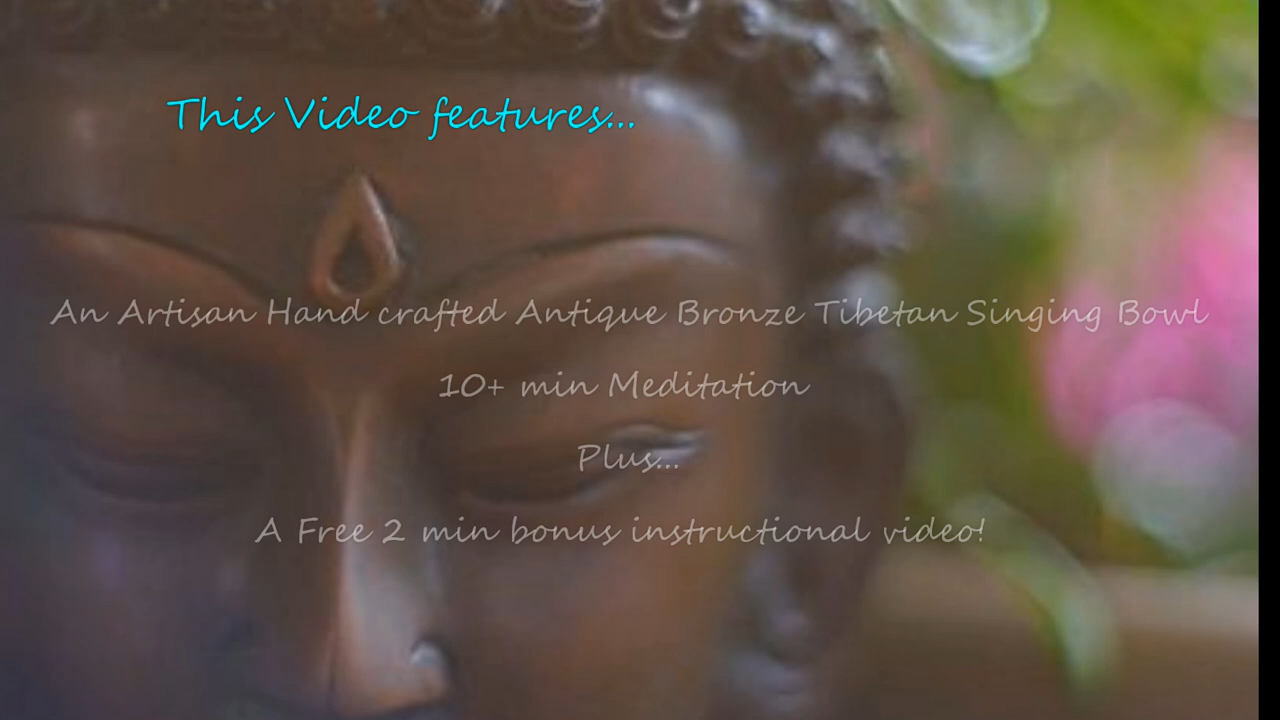 This Video features...
An Artisan Hand crafted Antique Bronze Tibetan Singing Bowl
10+ min Meditation
Plus...
A Free 2 min bonus instructional video!